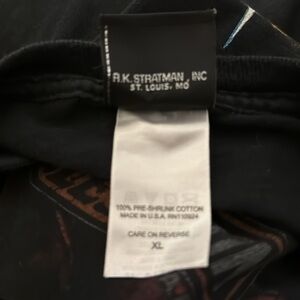 R.K. STRATMAN, INC
ST. LOUIS, MO
100% PRE-SHRUNK COTTON
MADE IN U.S.A. RN110924
CARE ON REVERSE
XL